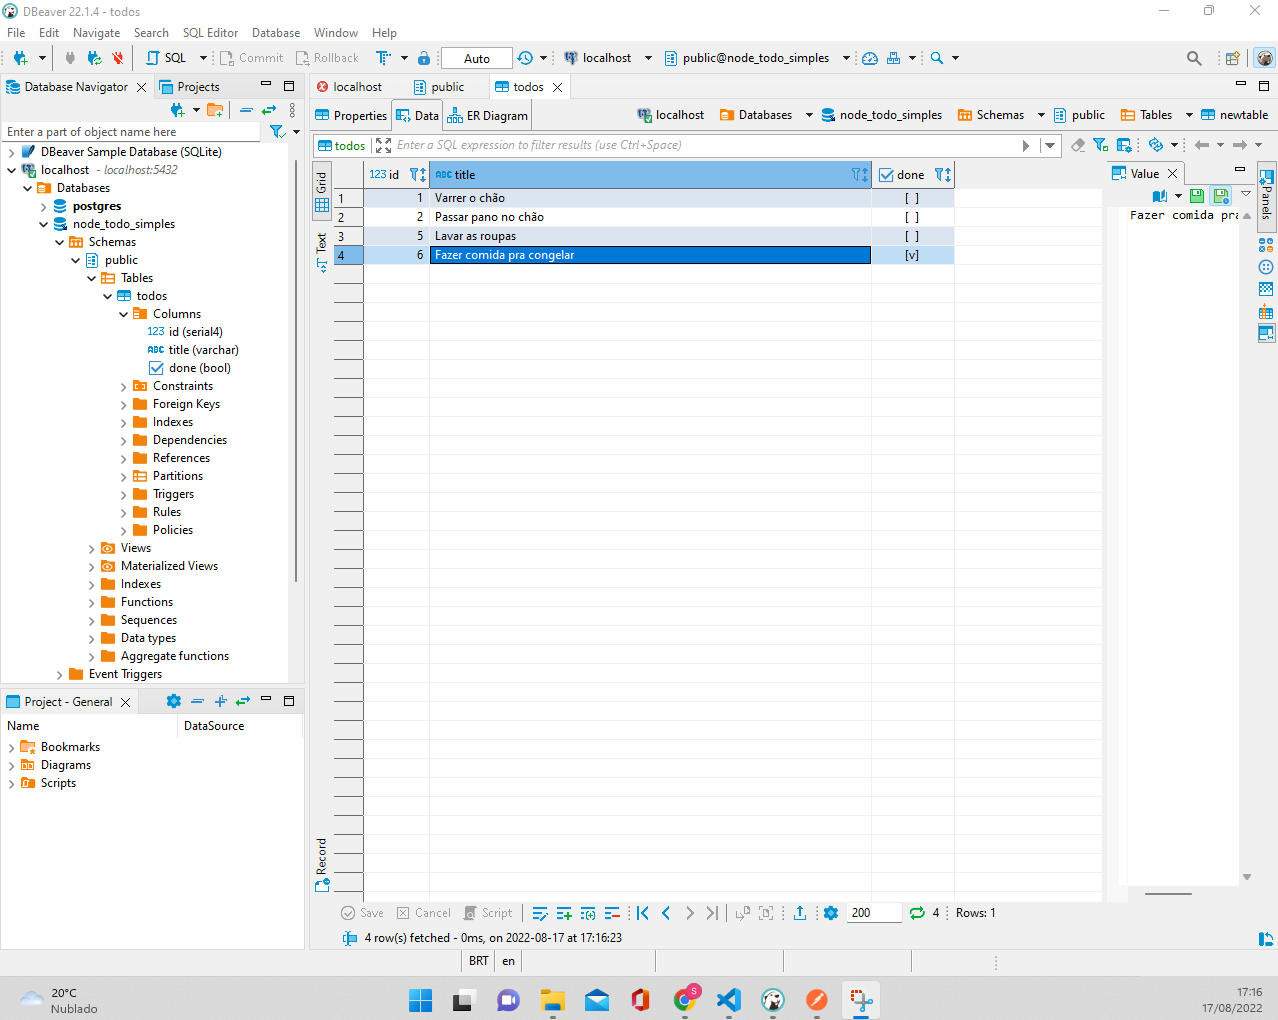 DBeaver 22.1.4 - todos
File Edit Navigate Search SQL Editor Database Window Help
SQL Commit Rollback Auto localhost public@node_todo_simples
Database Navigator Projects
localhost public todos
Enter a part of object name here
Properties Data ER Diagram localhost Databases node_todo_simples Schemas public Tables newtable
todos Enter a SQL expression to filter results (use Ctrl+Space)
DBeaver Sample Database (SQLite)
localhost - localhost:5432
Databases
postgres
node_todo_simples
Schemas
public
Tables
todos
Columns
123 id (serial4)
ABC title (varchar)
done (bool)
Constraints
Foreign Keys
Indexes
Dependencies
References
Partitions
Triggers
Rules
Policies
Views
Materialized Views
Indexes
Functions
Sequences
Data types
Aggregate functions
Event Triggers
Project - General
Name DataSource
Bookmarks
Diagrams
Scripts
Grid
Text
Record
123 id ABC title done
1 1 Varrer o chão [ ]
2 2 Passar pano no chão [ ]
3 5 Lavar as roupas [ ]
4 6 Fazer comida pra congelar [v]
Value
Fazer comida pra
Panels
Save Cancel Script 200 4 Rows: 1
4 row(s) fetched - 0ms, on 2022-08-17 at 17:16:23
BRT en
20°C
Nublado
S
17:16
17/08/2022